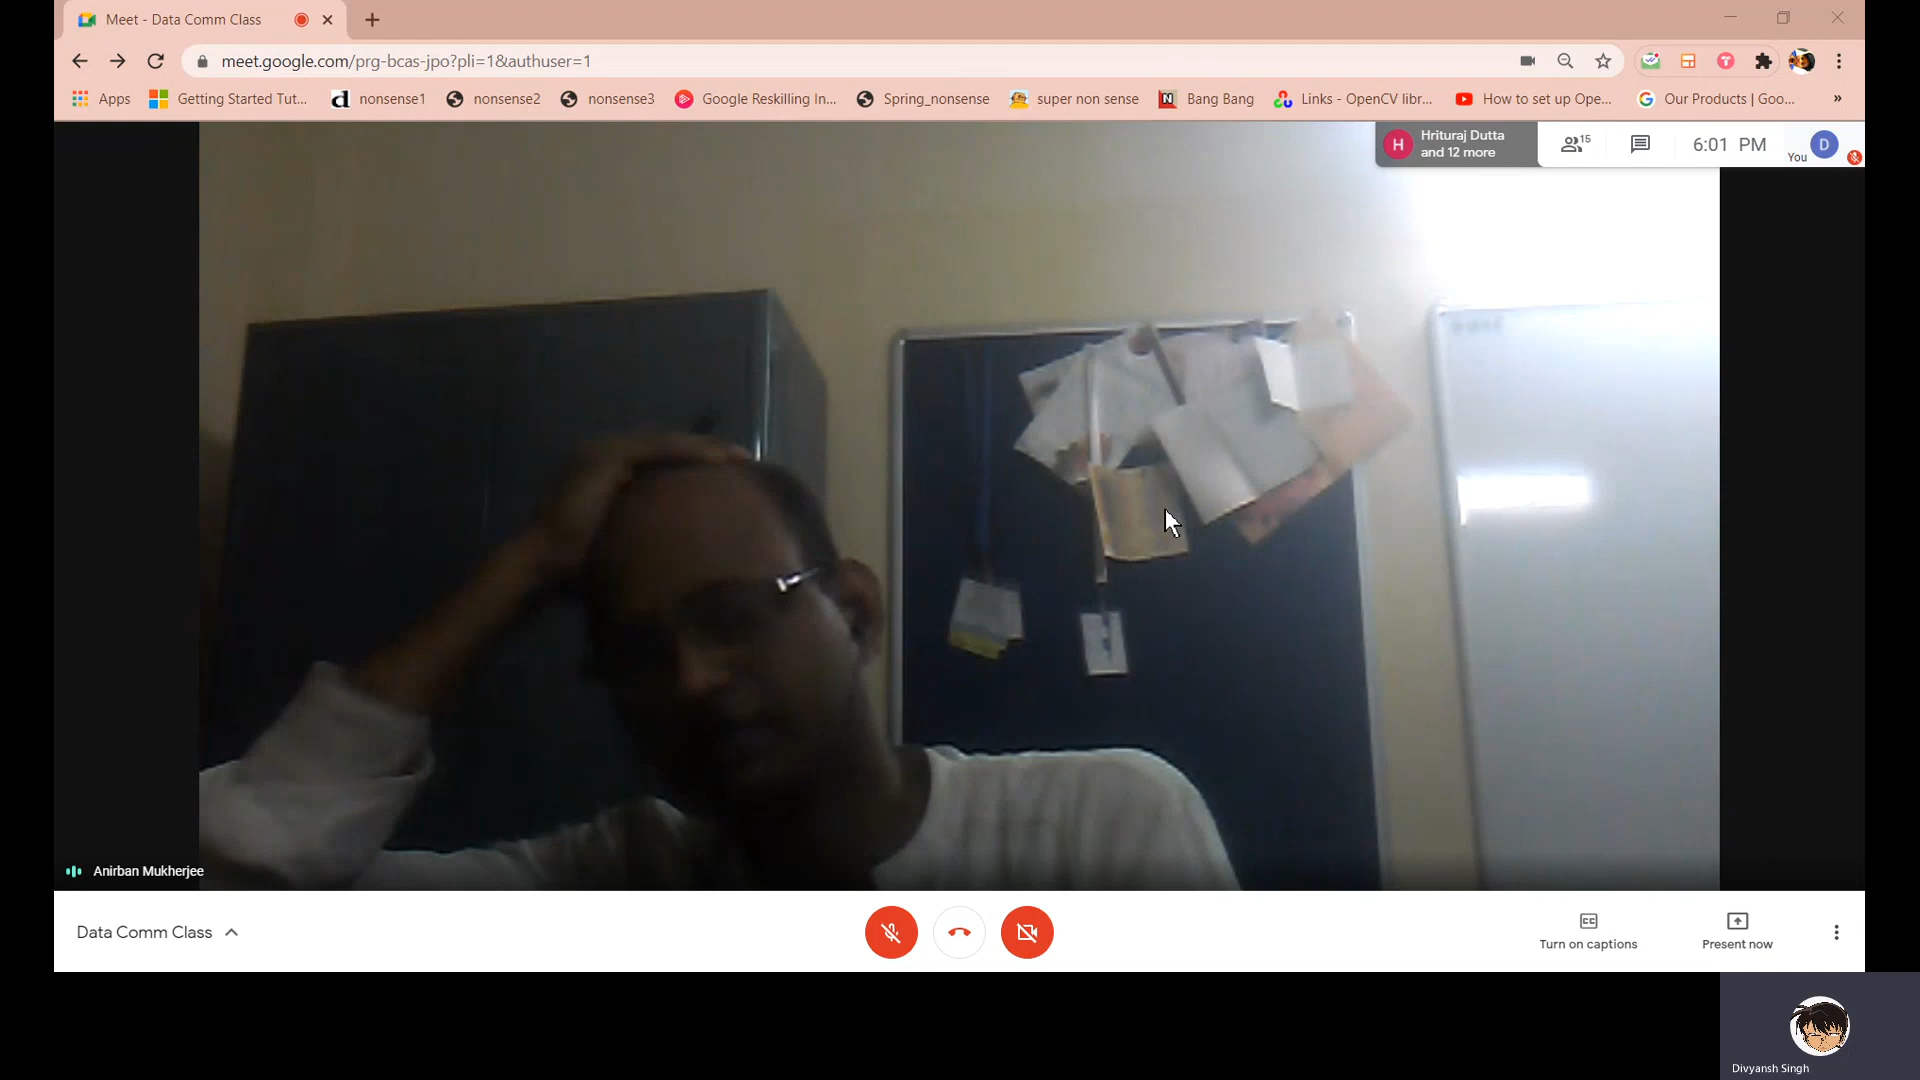 Meet - Data Comm Class
meet.google.com/prg-bcas-jpo?pli=1&authuser=1
Apps
Getting Started Tut...
nonsense1
nonsense2
nonsense3
Google Reskilling In...
Spring_nonsense
super non sense
Bang Bang
Links - OpenCV libr...
How to set up Ope...
Our Products | Goo...
»
H
Hrituraj Dutta
and 12 more
15
6:01 PM
You
D
Anirban Mukherjee
Data Comm Class
Turn on captions
Present now
Divyansh Singh